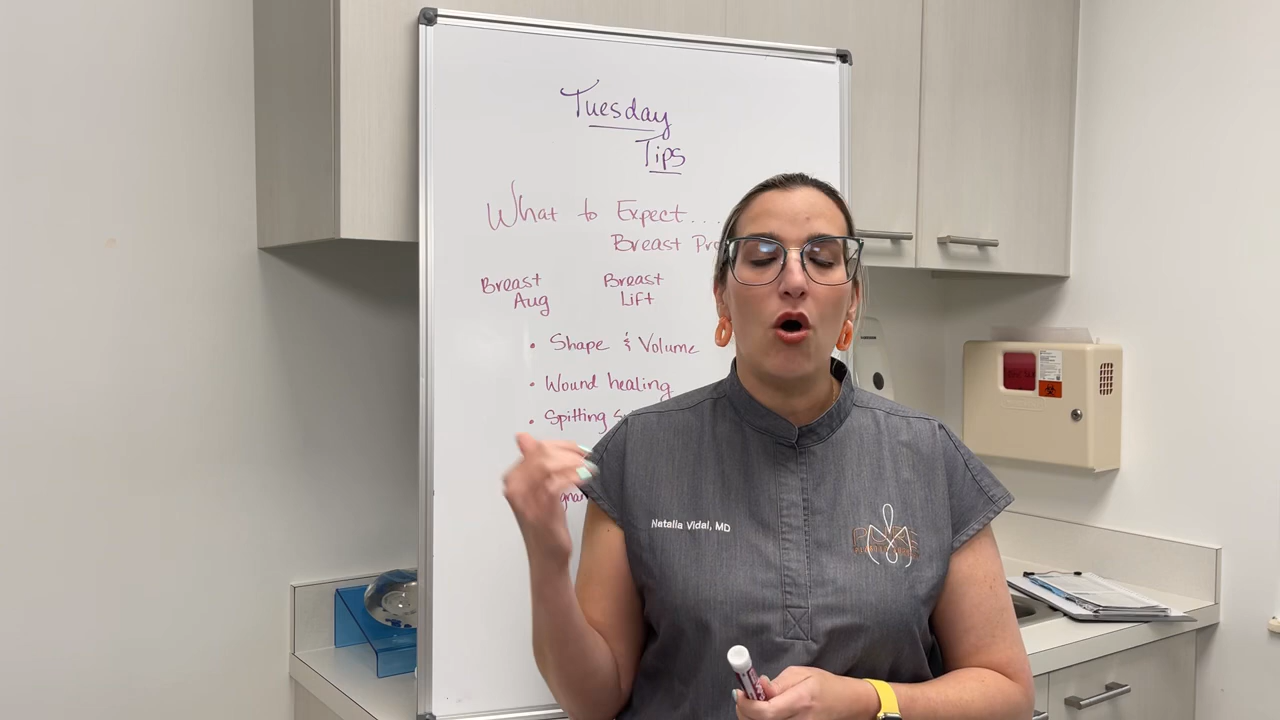 Tuesday
Tips
What to Expect....
Breast
Breast
Aug
Breast
Lift
• Shape & Volume
• Wound healing
• Spitting
Natalia Vidal, MD